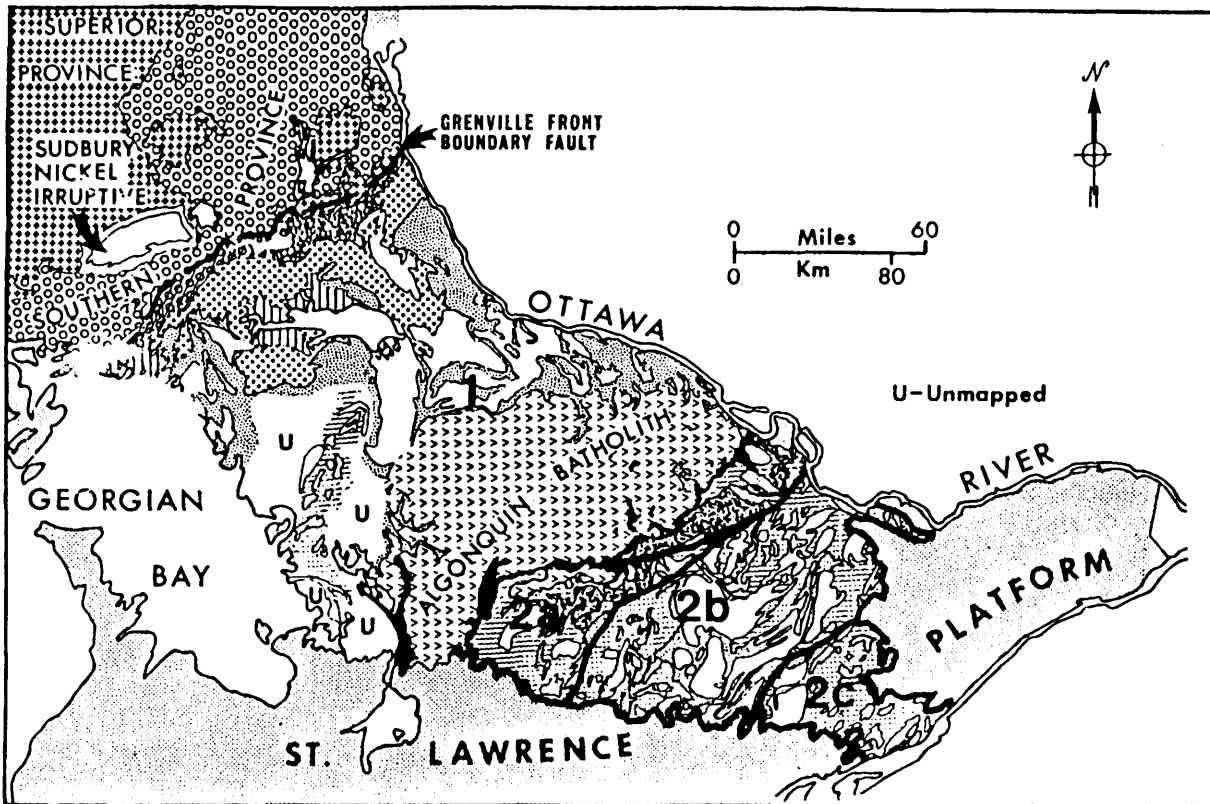 SUPERIOR
PROVINCE
SUDBURY
NICKEL
IRRUPTIVE
PROVINCE
SOUTHERN
GRENVILLE FRONT
BOUNDARY FAULT
N
0 60
Miles
Km
0 80
OTTAWA
RIVER
U-Unmapped
1
ALGONQUIN BATHOLITH
U
U
U
U
GEORGIAN
BAY
2a
2b
2c
ST. LAWRENCE
PLATFORM